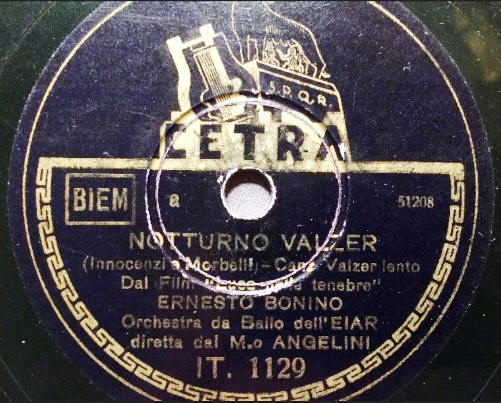 S.P.Q.R.
CETRA
BIEM a 51208
NOTTURNO VALZER
(Innocenzi e Morbelli) - Canz. Valzer lento
Dal Film "Luce nelle tenebre"
ERNESTO BONINO
Orchestra da Ballo dell'EIAR
diretta dal M.o ANGELINI
IT. 1129